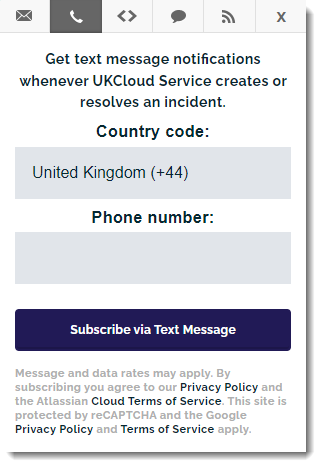 X
Get text message notifications
whenever UKCloud Service creates or
resolves an incident.
Country code:
United Kingdom (+44)
Phone number:
Subscribe via Text Message
Message and data rates may apply. By
subscribing you agree to our Privacy Policy and
the Atlassian Cloud Terms of Service. This site is
protected by reCAPTCHA and the Google
Privacy Policy and Terms of Service apply.